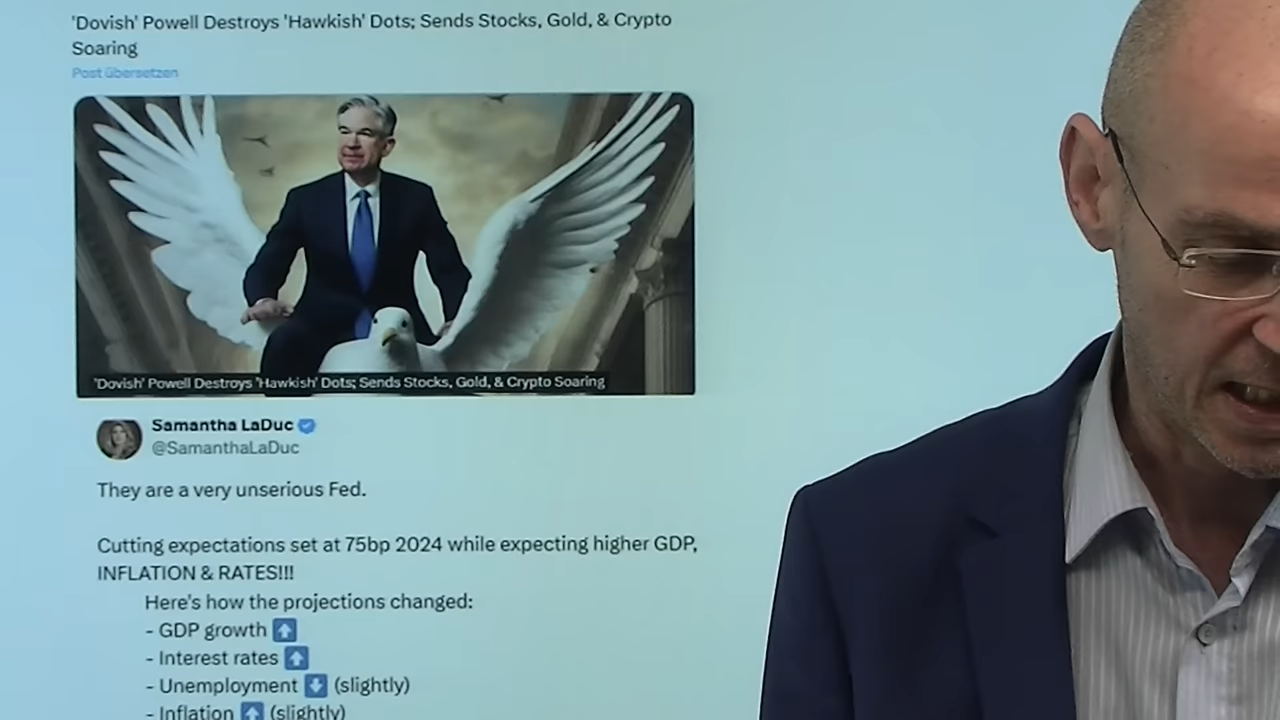 'Dovish' Powell Destroys 'Hawkish' Dots; Sends Stocks, Gold, & Crypto
Soaring
Post übersetzen
'Dovish' Powell Destroys 'Hawkish' Dots; Sends Stocks, Gold, & Crypto Soaring
Samantha LaDuc
@SamanthaLaDuc
They are a very unserious Fed.
Cutting expectations set at 75bp 2024 while expecting higher GDP,
INFLATION & RATES!!!
Here's how the projections changed:
- GDP growth ⬆
- Interest rates ⬆
- Unemployment ⬇ (slightly)
- Inflation ⬆ (slightly)